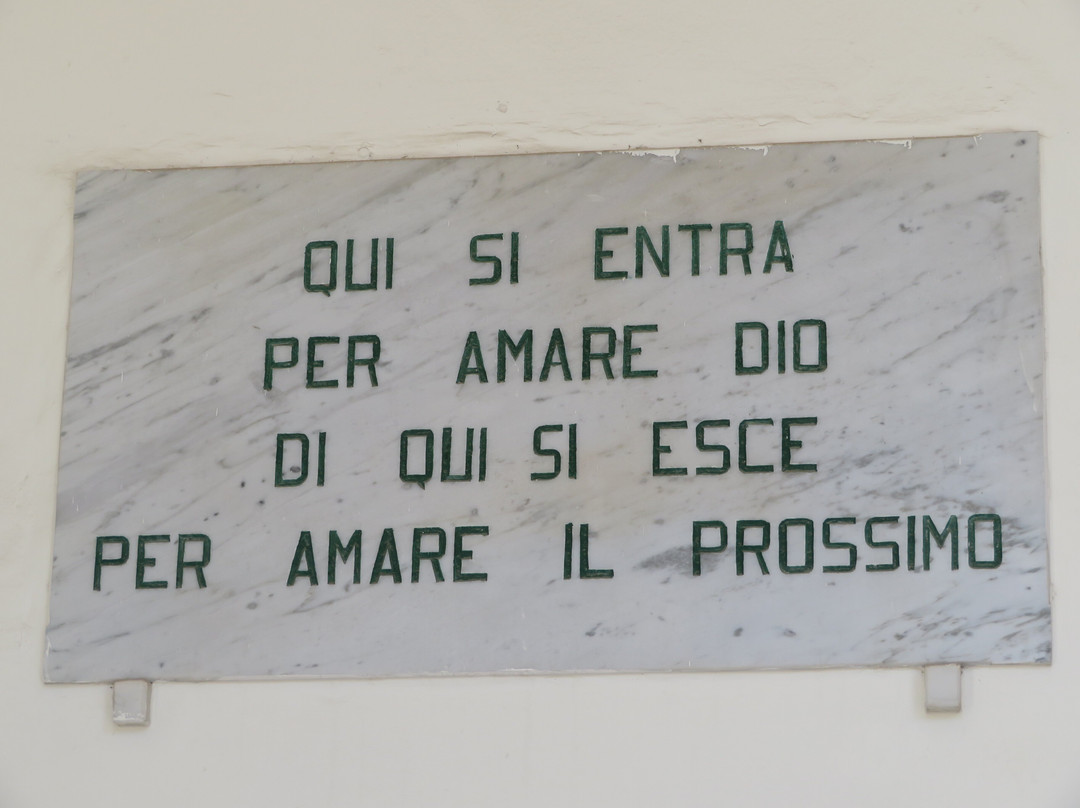 QUI SI ENTRA
PER AMARE DIO
DI QUI SI ESCE
PER AMARE IL PROSSIMO